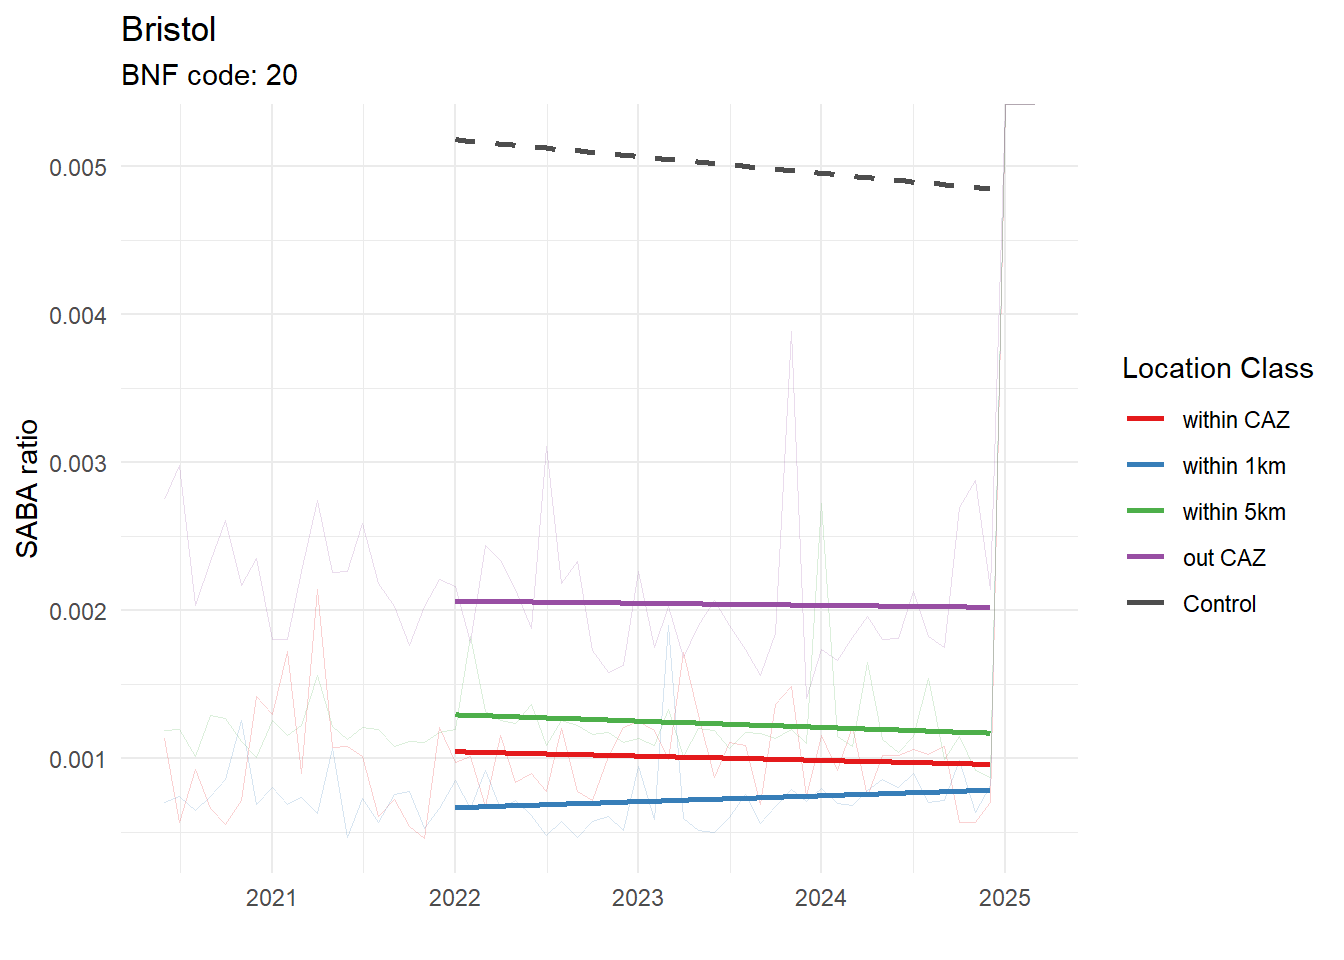 Bristol
BNF code: 20
0.005
0.004
0.003
0.002
0.001
SABA ratio
2021
2022
2023
2024
2025
Location Class
within CAZ
within 1km
within 5km
out CAZ
Control